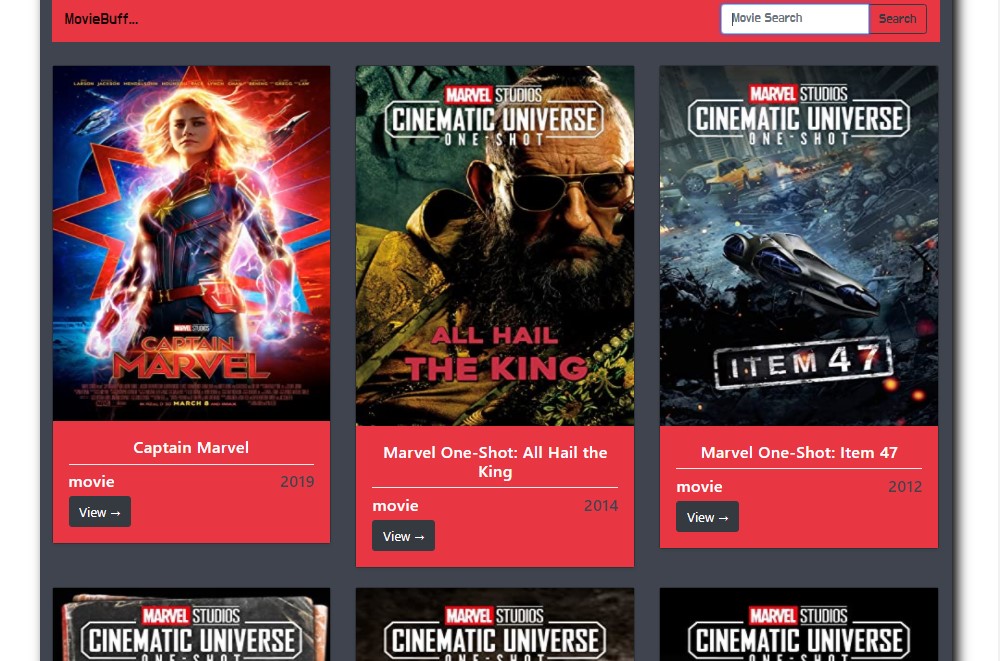 MovieBuff...
Movie Search
Search
LARSON JACKSON MENDELSOHN
MARVEL STUDIOS
CAPTAIN
MARVEL
MARCH 8
Captain Marvel
movie
2019
View →
MARVEL STUDIOS
CINEMATIC UNIVERSE
ONE-SHOT
ALL HAIL
THE KING
Marvel One-Shot: All Hail the
King
movie
2014
View →
MARVEL STUDIOS
CINEMATIC UNIVERSE
ONE-SHOT
ITEM 47
Marvel One-Shot: Item 47
movie
2012
View →
MARVEL STUDIOS
CINEMATIC UNIVERSE
ONE-SHOT
MARVEL STUDIOS
CINEMATIC UNIVERSE
ONE-SHOT
MARVEL STUDIOS
CINEMATIC UNIVERSE
ONE-SHOT